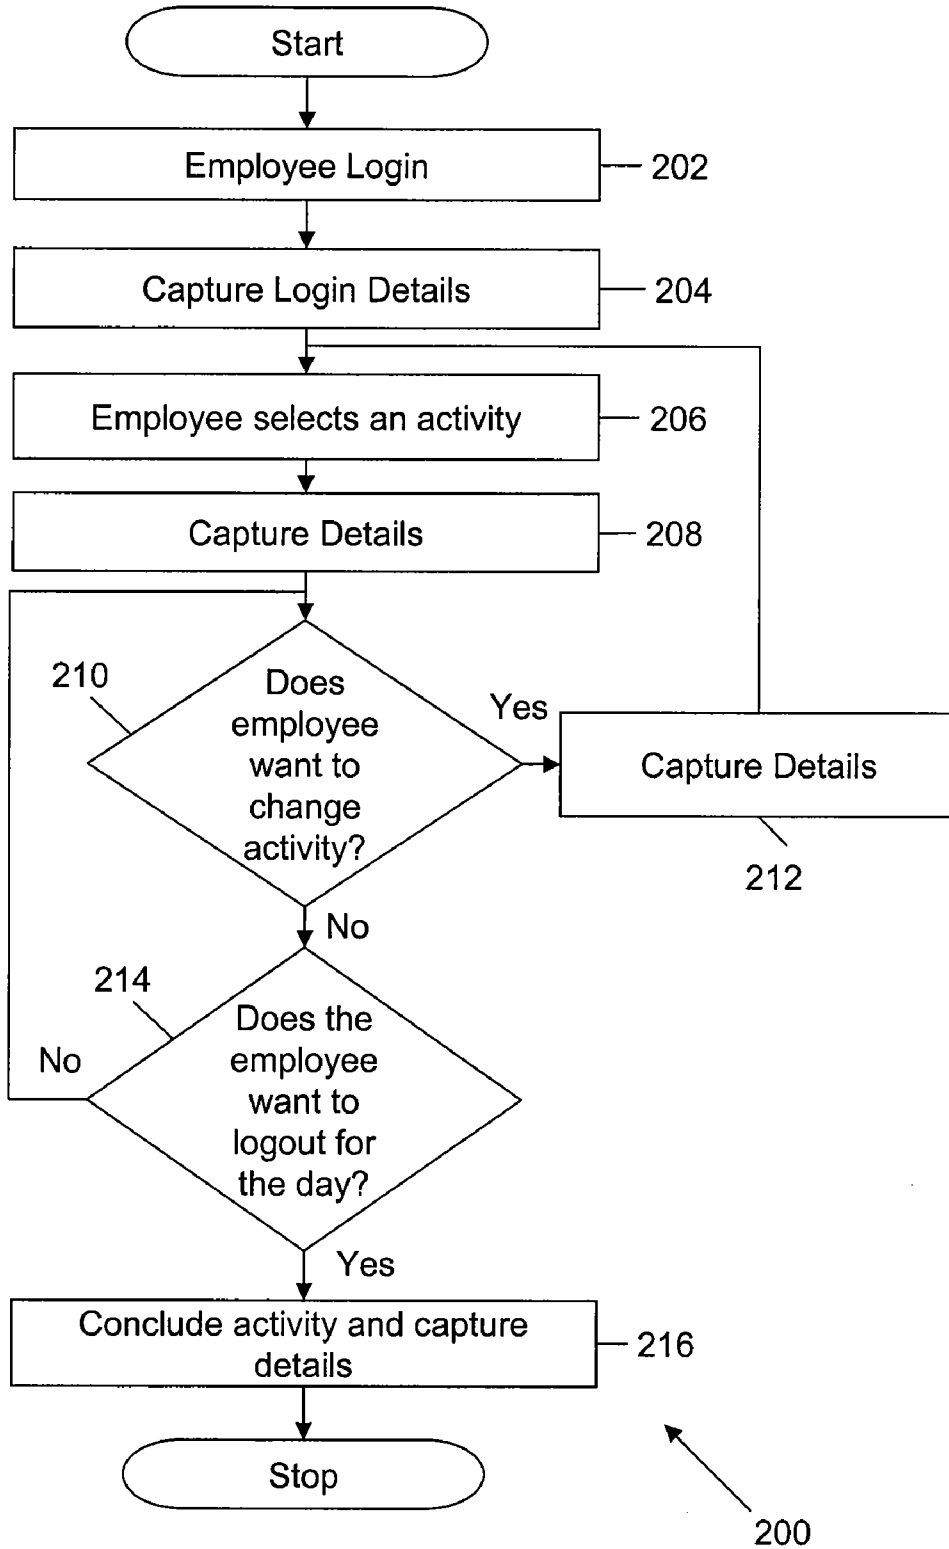 Start
Employee Login
202
Capture Login Details
204
Employee selects an activity
206
Capture Details
208
210
Does
employee
want to
change
activity?
Yes
Capture Details
212
No
214
Does the
employee
want to
logout for
the day?
No
Yes
Conclude activity and capture
details
216
Stop
200